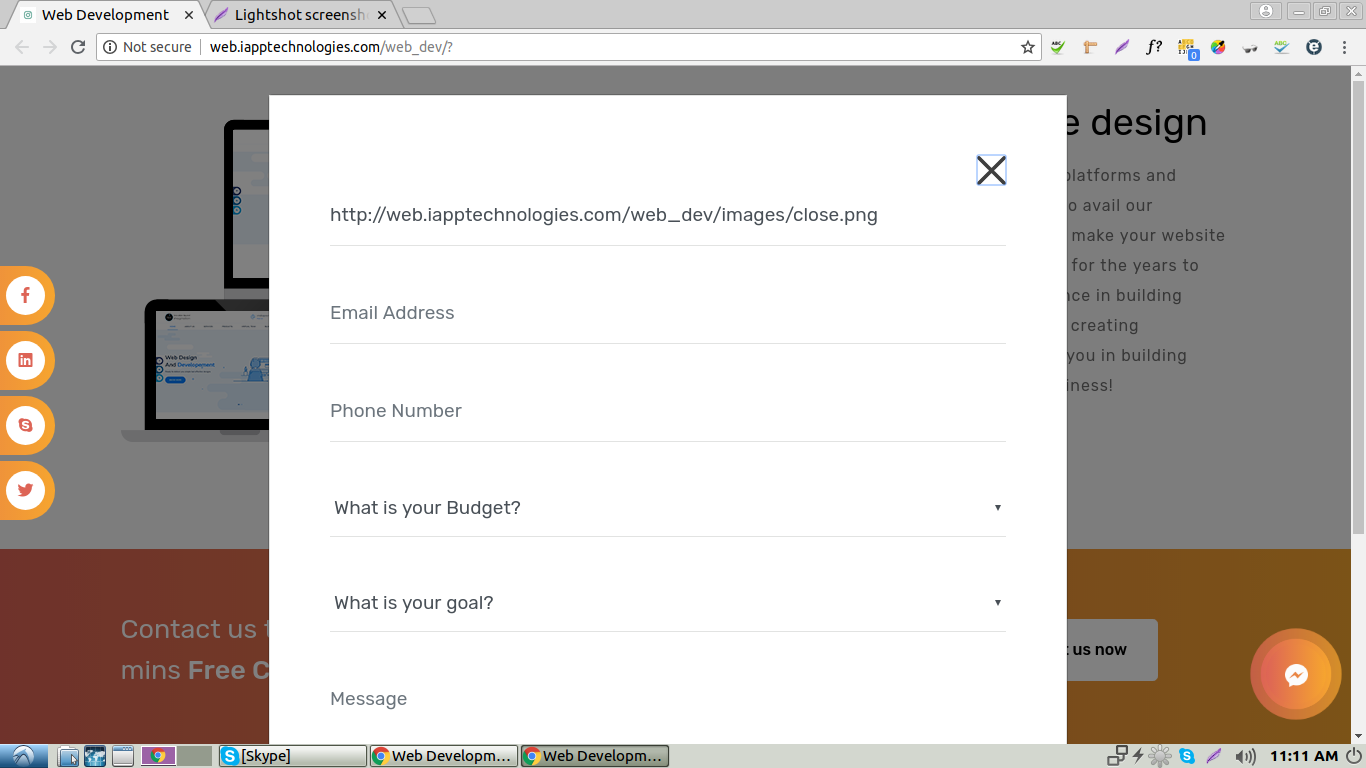 Web Development
Lightshot screensh
Not secure
web.iapptechnologies.com/web_dev/?
ABC
f?
0
e design
platforms and
o avail our
make your website
for the years to
nce in building
creating
you in building
iness!
http://web.iapptechnologies.com/web_dev/images/close.png
Email Address
Phone Number
What is your Budget?
What is your goal?
Message
Web Design
And Developement
Contact us t
mins Free C
t us now
[Skype]
Web Developm...
Web Developm...
11:11 AM